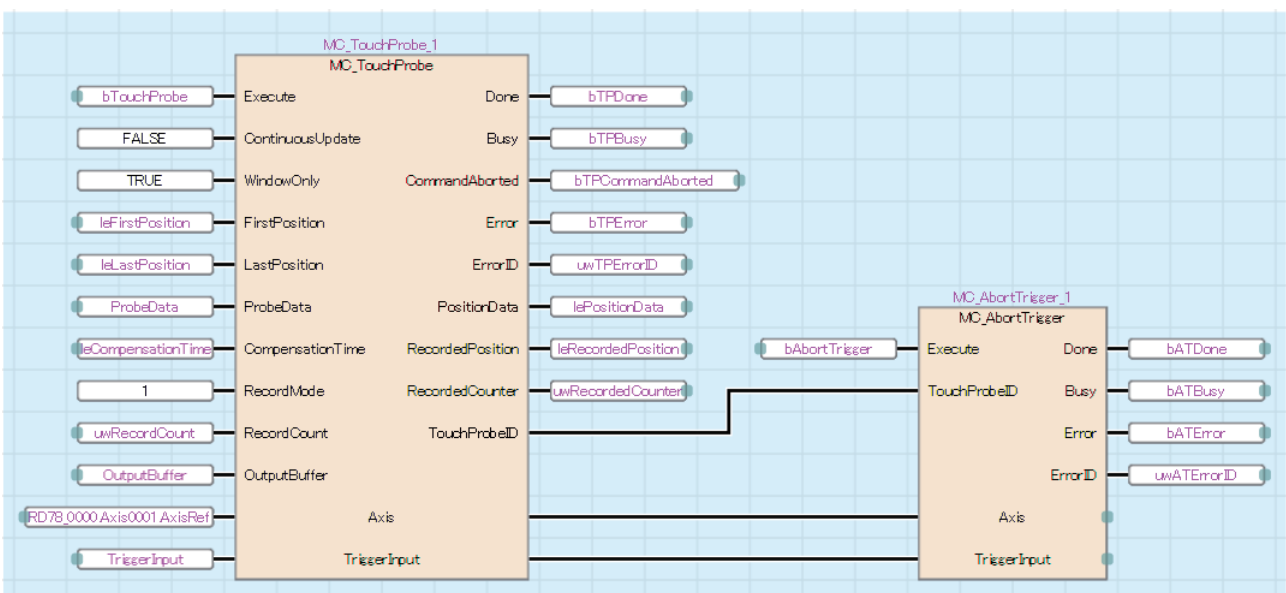 MC_TouchProbe_1
MC_TouchProbe
bTouchProbe Execute Done bTPDone
FALSE ContinuousUpdate Busy bTPBusy
TRUE WindowOnly CommandAborted bTPCommandAborted
leFirstPosition FirstPosition Error bTPError
leLastPosition LastPosition ErrorID uwTPErrorID
ProbeData ProbeData PositionData lePositionData
leCompensationTime CompensationTime RecordedPosition leRecordedPosition
1 RecordMode RecordedCounter uwRecordedCounter
uwRecordCount RecordCount TouchProbeID
OutputBuffer OutputBuffer
RD78_0000.Axis0001.AxisRef Axis
TriggerInput TriggerInput
MC_AbortTrigger_1
MC_AbortTrigger
bAbortTrigger Execute Done bATDone
TouchProbeID Busy bATBusy
Error bATError
ErrorID uwATErrorID
Axis
TriggerInput